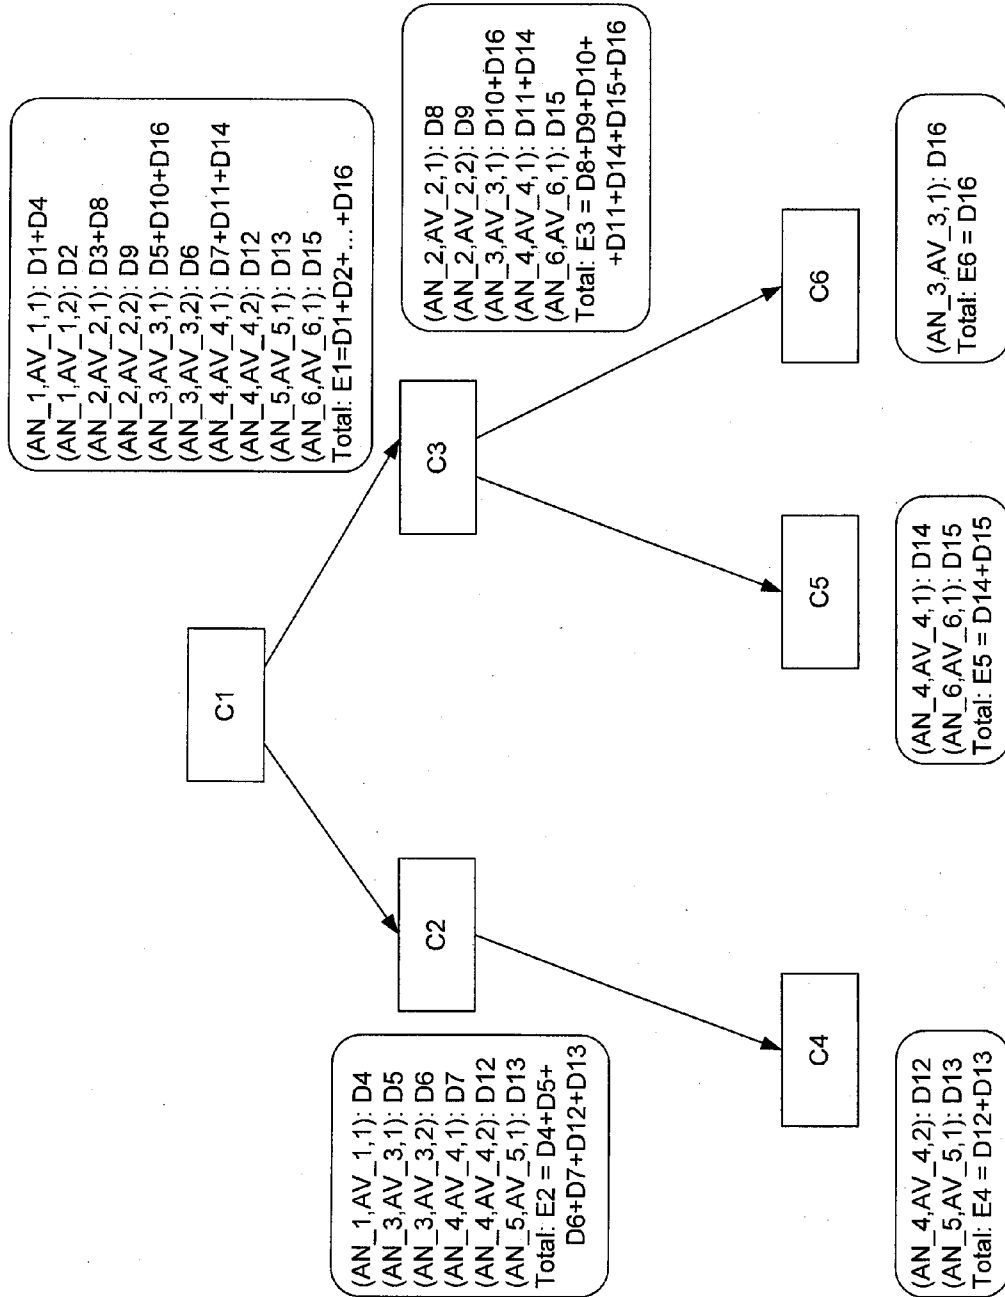 (AN_1,AV_1,1): D1+D4
(AN_1,AV_1,2): D2
(AN_2,AV_2,1): D3+D8
(AN_2,AV_2,2): D9
(AN_3,AV_3,1): D5+D10+D16
(AN_3,AV_3,2): D6
(AN_4,AV_4,1): D7+D11+D14
(AN_4,AV_4,2): D12
(AN_5,AV_5,1): D13
(AN_6,AV_6,1): D15
Total: E1=D1+D2+...+D16
C1
(AN_1,AV_1,1): D4
(AN_3,AV_3,1): D5
(AN_3,AV_3,2): D6
(AN_4,AV_4,1): D7
(AN_4,AV_4,2): D12
(AN_5,AV_5,1): D13
Total: E2 = D4+D5+
D6+D7+D12+D13
C2
C3
(AN_2,AV_2,1): D8
(AN_2,AV_2,2): D9
(AN_3,AV_3,1): D10+D16
(AN_4,AV_4,1): D11+D14
(AN_6,AV_6,1): D15
Total: E3 = D8+D9+D10+
+D11+D14+D15+D16
C4
C5
C6
(AN_4,AV_4,2): D12
(AN_5,AV_5,1): D13
Total: E4 = D12+D13
(AN_4,AV_4,1): D14
(AN_6,AV_6,1): D15
Total: E5 = D14+D15
(AN_3,AV_3,1): D16
Total: E6 = D16